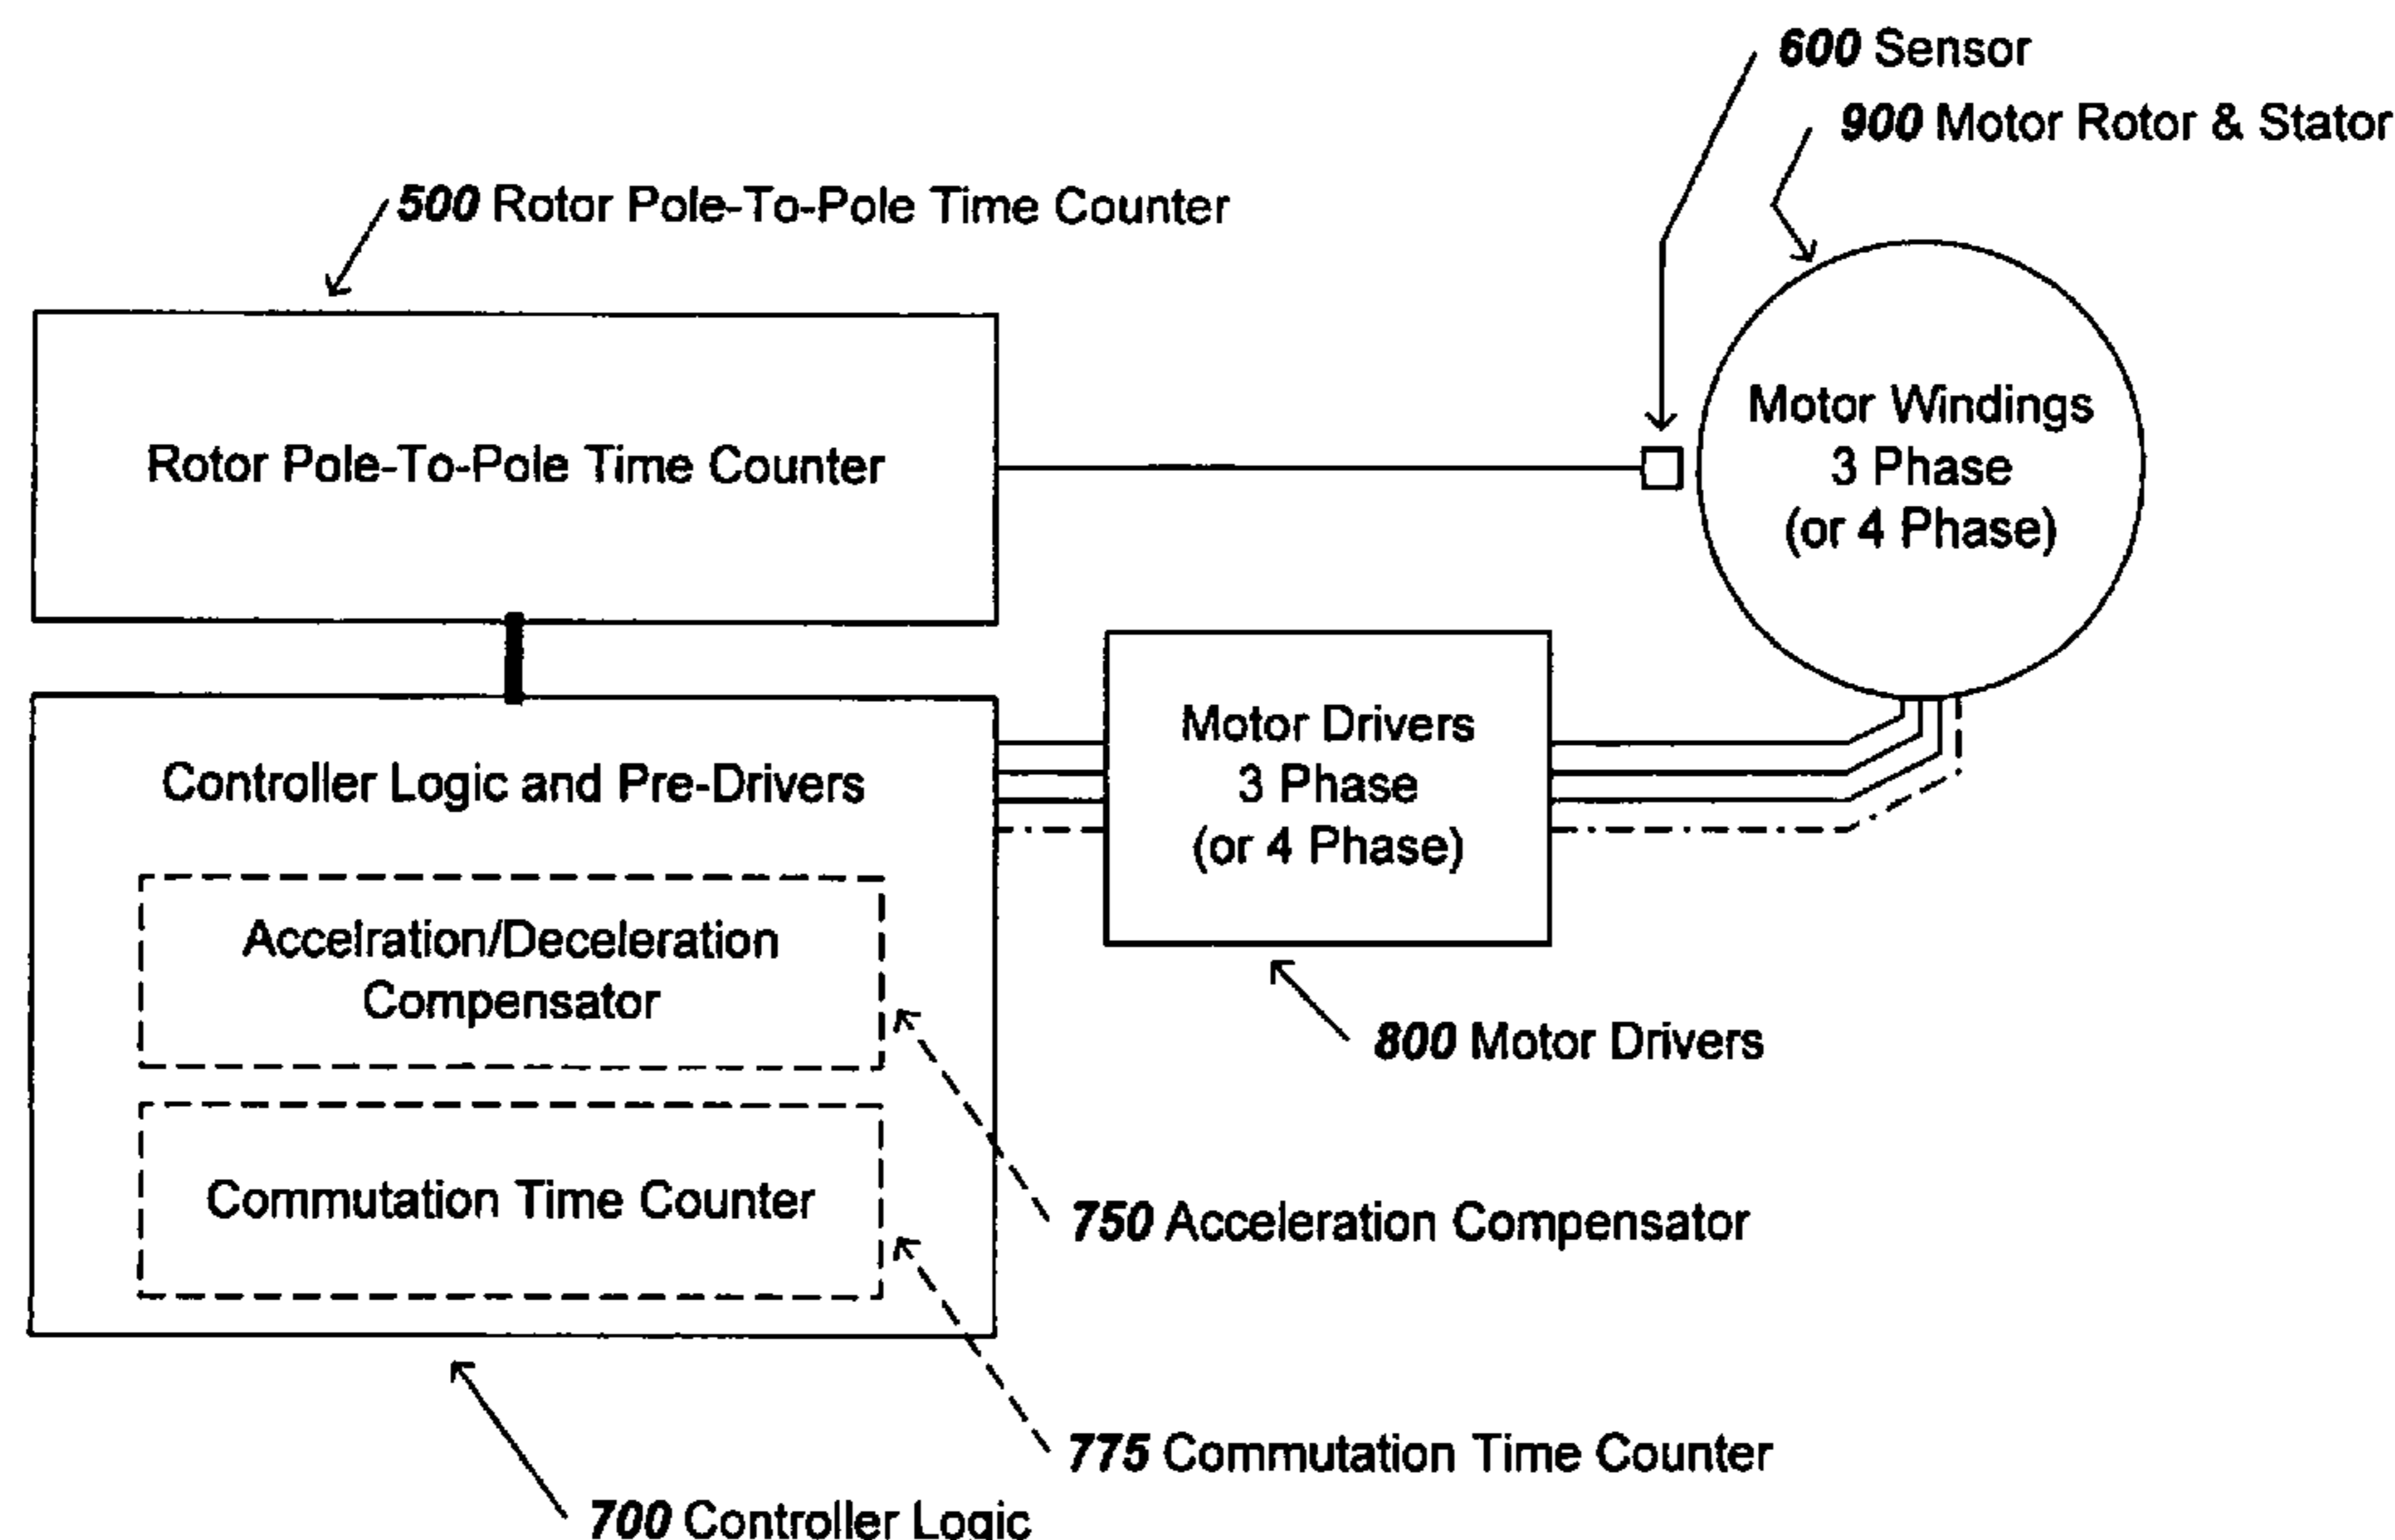 600 Sensor
900 Motor Rotor & Stator
500 Rotor Pole-To-Pole Time Counter
Rotor Pole-To-Pole Time Counter
Motor Windings
3 Phase
(or 4 Phase)
Controller Logic and Pre-Drivers
Motor Drivers
3 Phase
(or 4 Phase)
Accelration/Deceleration
Compensator
800 Motor Drivers
Commutation Time Counter
750 Acceleration Compensator
775 Commutation Time Counter
700 Controller Logic